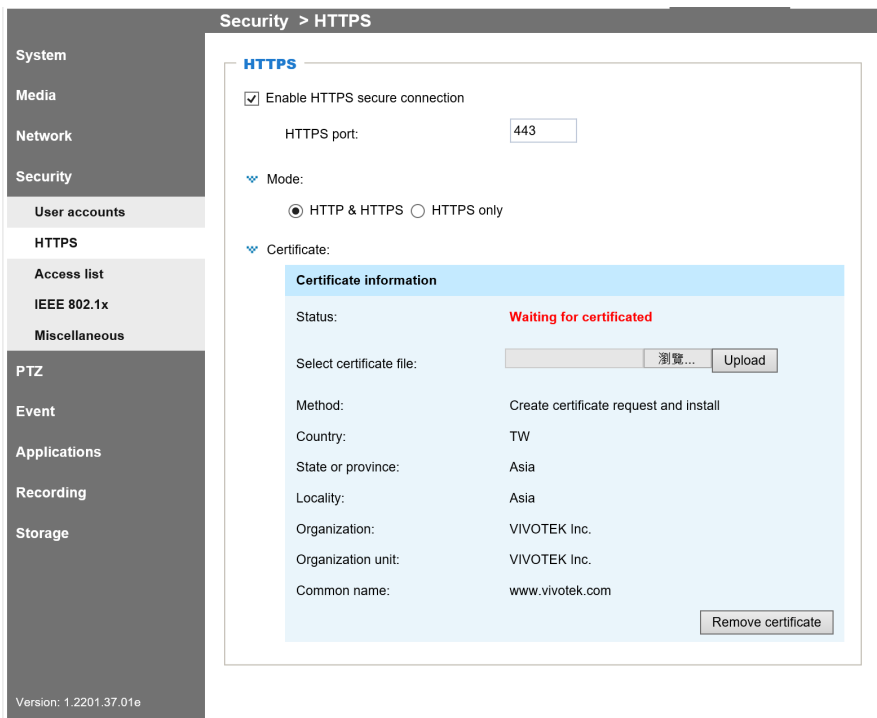 Security > HTTPS
System
Media
Network
Security
User accounts
HTTPS
Access list
IEEE 802.1x
Miscellaneous
PTZ
Event
Applications
Recording
Storage
Version: 1.2201.37.01e
HTTPS
Enable HTTPS secure connection
HTTPS port: 443
Mode:
HTTP & HTTPS HTTPS only
Certificate:
Certificate information
Status: Waiting for certificated
Select certificate file: 瀏覽... Upload
Method: Create certificate request and install
Country: TW
State or province: Asia
Locality: Asia
Organization: VIVOTEK Inc.
Organization unit: VIVOTEK Inc.
Common name: www.vivotek.com
Remove certificate